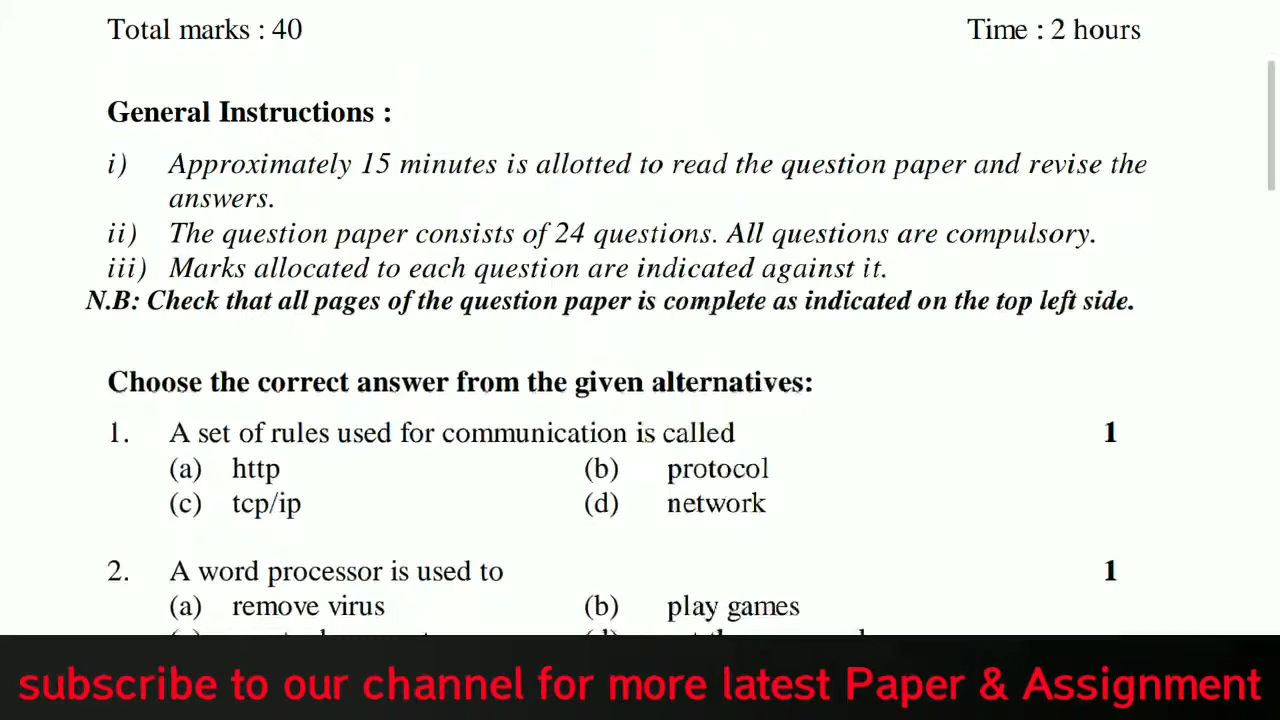 Total marks : 40 Time : 2 hours
General Instructions :
i) Approximately 15 minutes is allotted to read the question paper and revise the
answers.
ii) The question paper consists of 24 questions. All questions are compulsory.
iii) Marks allocated to each question are indicated against it.
N.B: Check that all pages of the question paper is complete as indicated on the top left side.
Choose the correct answer from the given alternatives:
1. A set of rules used for communication is called 1
(a) http (b) protocol
(c) tcp/ip (d) network
2. A word processor is used to 1
(a) remove virus (b) play games
subscribe to our channel for more latest Paper & Assignment